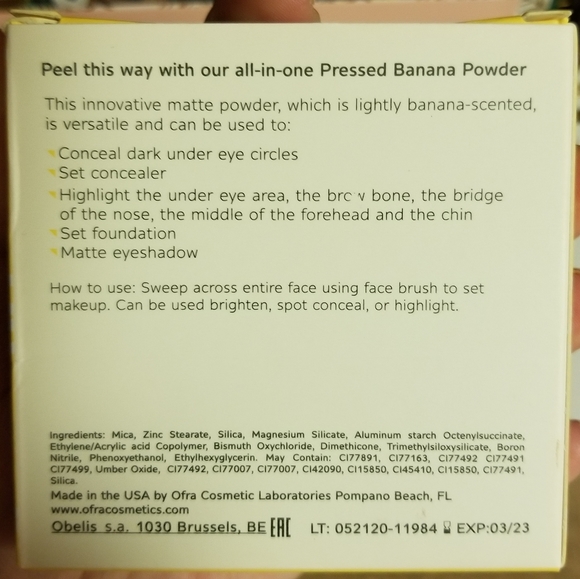 Peel this way with our all-in-one Pressed Banana Powder
This innovative matte powder, which is lightly banana-scented,
is versatile and can be used to:
Conceal dark under eye circles
Set concealer
Highlight the under eye area, the brow bone, the bridge
of the nose, the middle of the forehead and the chin
Set foundation
Matte eyeshadow
How to use: Sweep across entire face using face brush to set
makeup. Can be used brighten, spot conceal, or highlight.
Ingredients: Mica, Zinc Stearate, Silica, Magnesium Silicate, Aluminum starch Octenylsuccinate,
Ethylene/Acrylic acid Copolymer, Bismuth Oxychloride, Dimethicone, Trimethylsiloxysilicate, Boron
Nitrile, Phenoxyethanol, Ethylhexyglycerin. May Contain: CI77891, CI77163, CI77492 CI77491
CI77499, Umber Oxide, CI77492, CI77007, CI77007, CI42090, CI15850, CI45410, CI15850, CI77491,
Silica.
Made in the USA by Ofra Cosmetic Laboratories Pompano Beach, FL
www.ofracosmetics.com
Obelis s.a. 1030 Brussels, BE EAC LT: 052120-11984 EXP:03/23